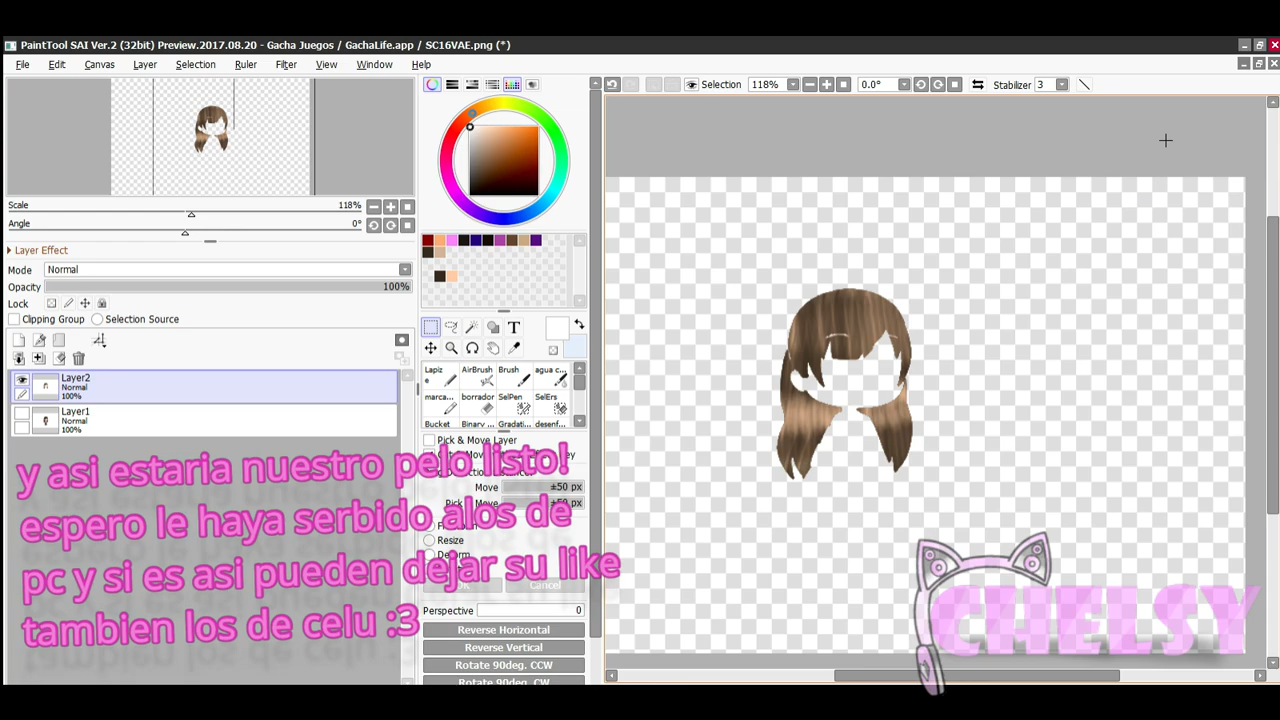 PaintTool SAI Ver.2 (32bit) Preview.2017.08.20 - Gacha Juegos / GachaLife.app / SC16VAE.png (*)
File Edit Canvas Layer Selection Ruler Filter View Window Help
Selection 118% 0.0° Stabilizer 3
Scale 118%
Angle 0°
Layer Effect
Mode Normal
Opacity 100%
Lock
Clipping Group Selection Source
T
Layer2
Normal
100%
Layer1
Normal
100%
Lapiz AirBrush Brush agua c
e
marca... borrador SelPen SelErs
Bucket Binary... Gradati... desenf...
Pick & Move Layer
Move ±50 px
Resize
Deform
Cancel
Perspective 0
Reverse Horizontal
Reverse Vertical
Rotate 90deg. CCW
Rotate 90deg. CW
y asi estaria nuestro pelo listo!
espero le haya serbido alos de
pc y si es asi pueden dejar su like
tambien los de celu :3
CHELSY